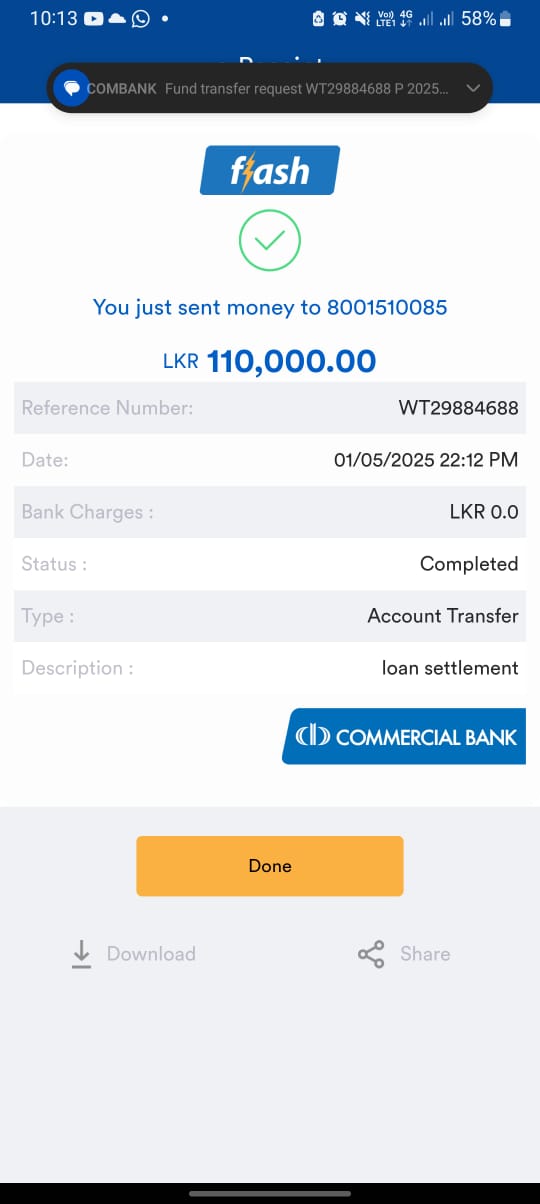 10:13 Vo) LTE1 4G 58%
COMBANK Fund transfer request WT29884688 P 2025...
flash
You just sent money to 8001510085
LKR 110,000.00
Reference Number: WT29884688
Date: 01/05/2025 22:12 PM
Bank Charges : LKR 0.0
Status : Completed
Type : Account Transfer
Description : loan settlement
COMMERCIAL BANK
Done
Download Share